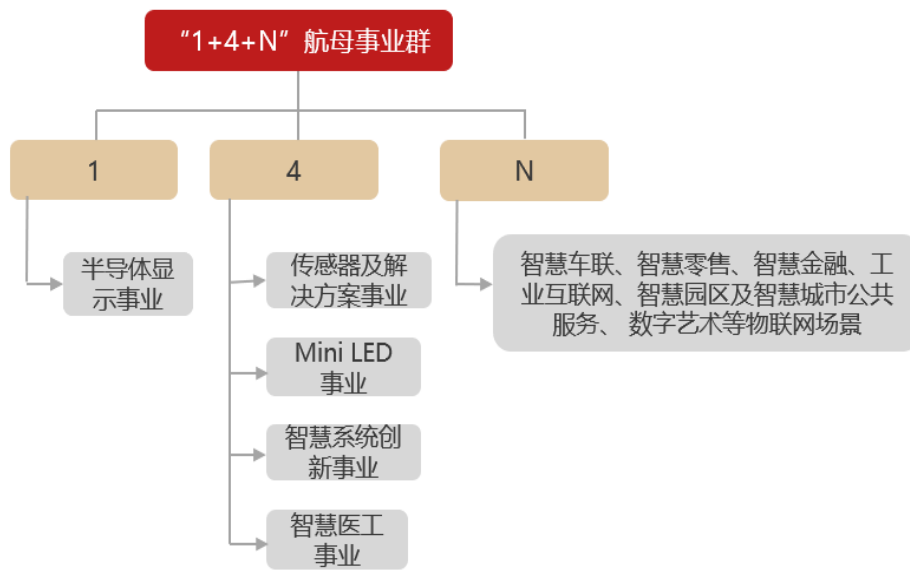 “1+4+N”航母事业群
1
4
N
半导体显
示事业
传感器及解
决方案事业
Mini LED
事业
智慧系统创
新事业
智慧医工
事业
智慧车联、智慧零售、智慧金融、工
业互联网、智慧园区及智慧城市公共
服务、 数字艺术等物联网场景